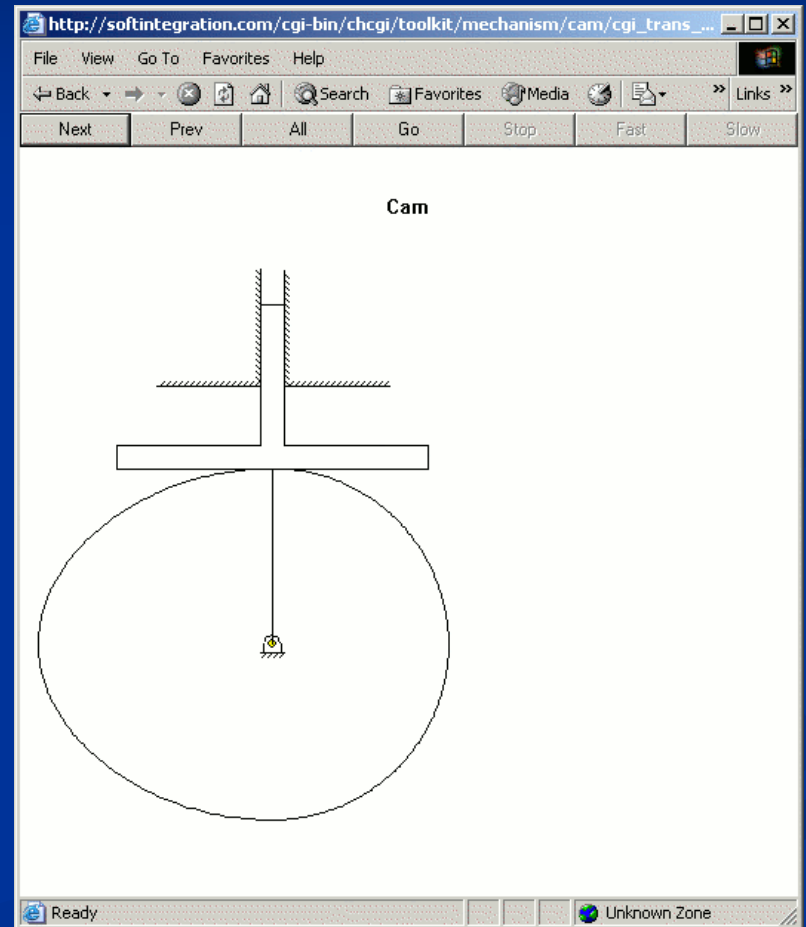 http://softintegration.com/cgi-bin/chcgi/toolkit/mechanism/cam/cgi_trans_...
File View Go To Favorites Help
Back Search Favorites Media » Links »
Next Prev All Go Stop Fast Slow
Cam
Ready Unknown Zone